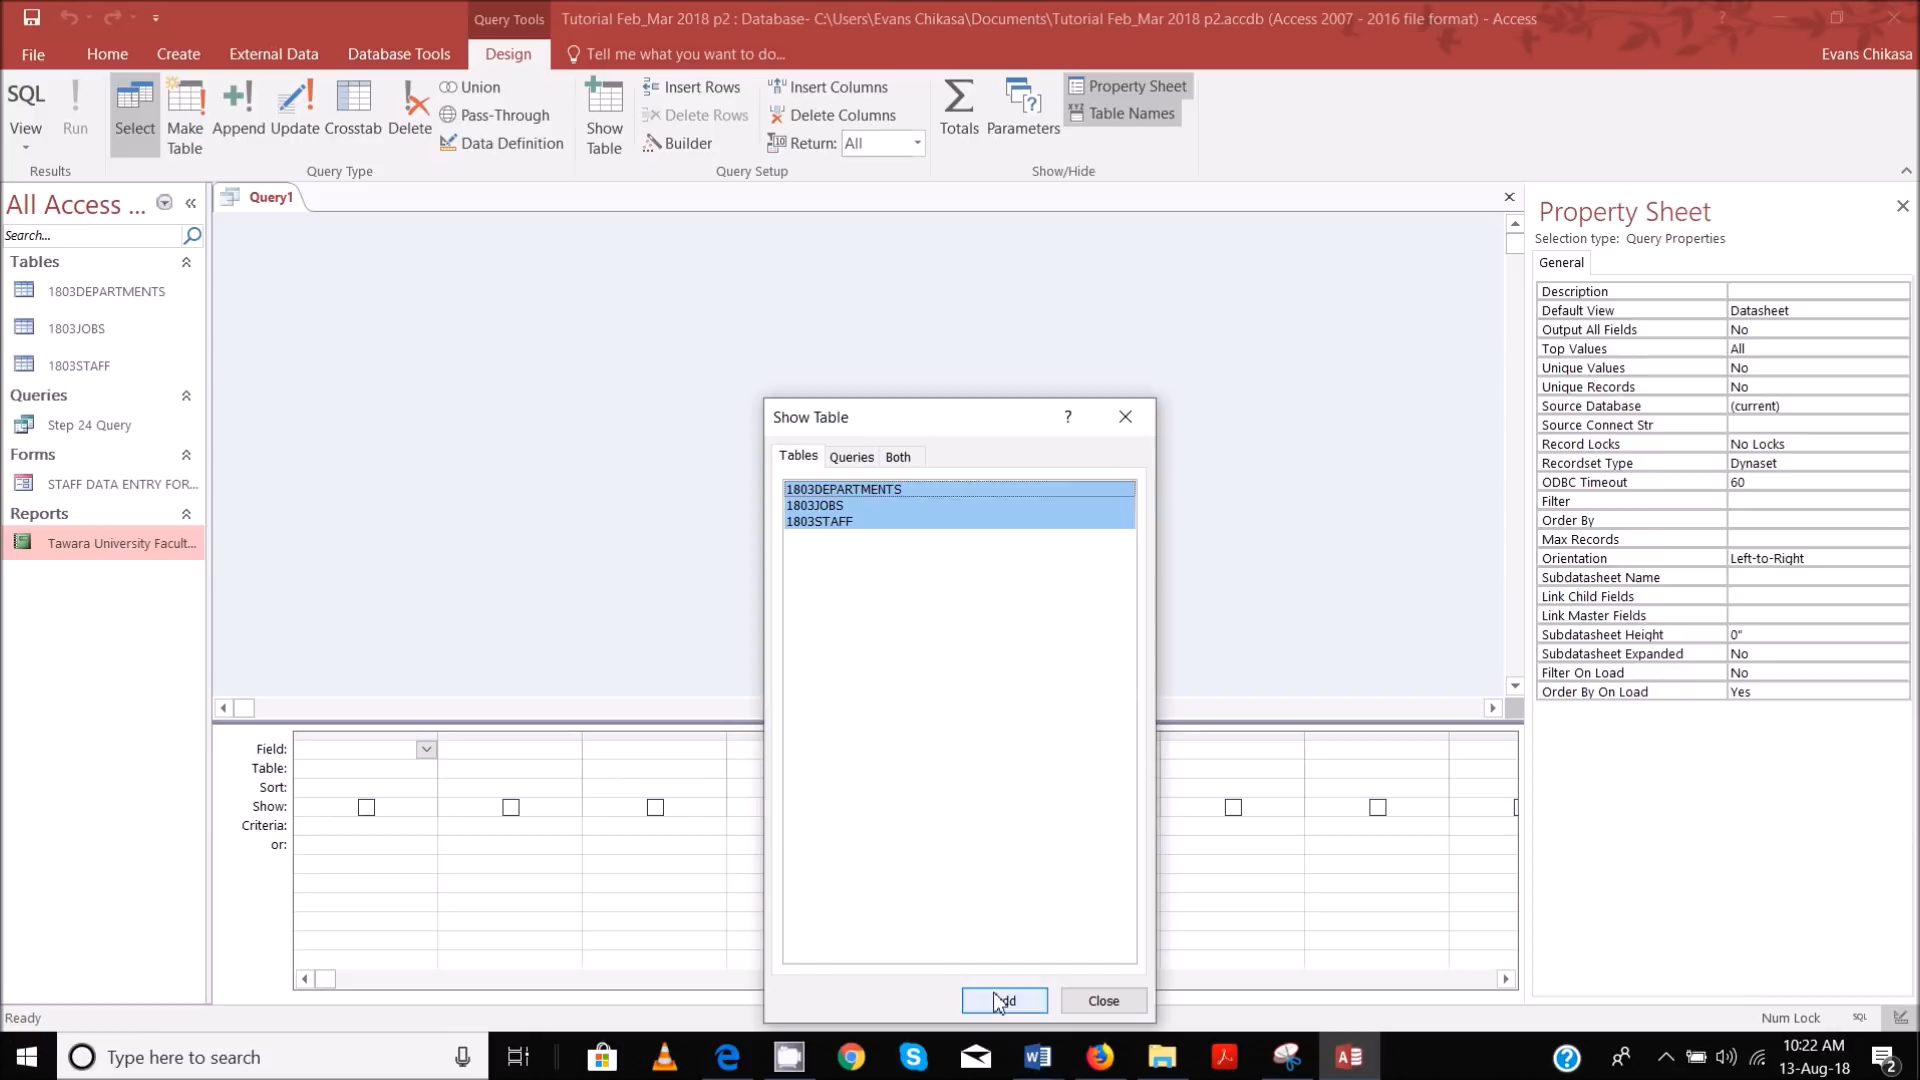 Query Tools
Tutorial Feb_Mar 2018 p2 : Database- C:\Users\Evans Chikasa\Documents\Tutorial Feb_Mar 2018 p2.accdb (Access 2007 - 2016 file format) - Access
File Home Create External Data Database Tools Design Tell me what you want to do...
Evans Chikasa
SQL
View
Run
Results
Select
Make Table
Append
Update
Crosstab
Delete
Union
Pass-Through
Data Definition
Query Type
Show Table
Insert Rows
Delete Rows
Builder
Insert Columns
Delete Columns
Return: All
Query Setup
Totals
Parameters
Property Sheet
Table Names
Show/Hide
All Access ...
Search...
Tables
1803DEPARTMENTS
1803JOBS
1803STAFF
Queries
Step 24 Query
Forms
STAFF DATA ENTRY FOR...
Reports
Tawara University Facult...
Query1
Show Table
Tables Queries Both
1803DEPARTMENTS
1803JOBS
1803STAFF
Close
Field:
Table:
Sort:
Show:
Criteria:
or:
Property Sheet
Selection type: Query Properties
General
Description
Default View Datasheet
Output All Fields No
Top Values All
Unique Values No
Unique Records No
Source Database (current)
Source Connect Str
Record Locks No Locks
Recordset Type Dynaset
ODBC Timeout 60
Filter
Order By
Max Records
Orientation Left-to-Right
Subdatasheet Name
Link Child Fields
Link Master Fields
Subdatasheet Height 0"
Subdatasheet Expanded No
Filter On Load No
Order By On Load Yes
Ready
Num Lock
SQL
Type here to search
10:22 AM
13-Aug-18
2